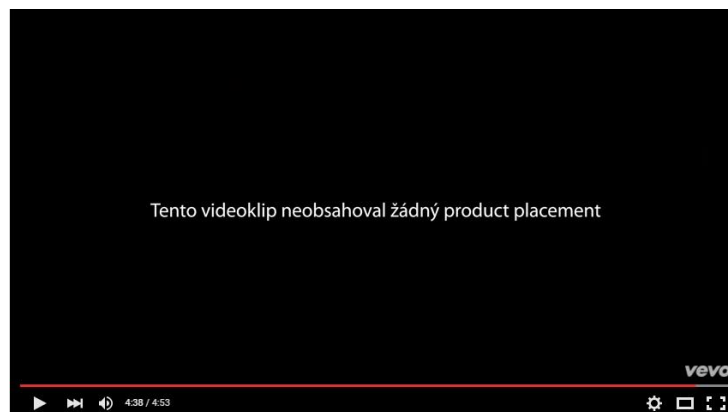 Tento videoklip neobsahoval žádný product placement
vevo
4:38 / 4:53